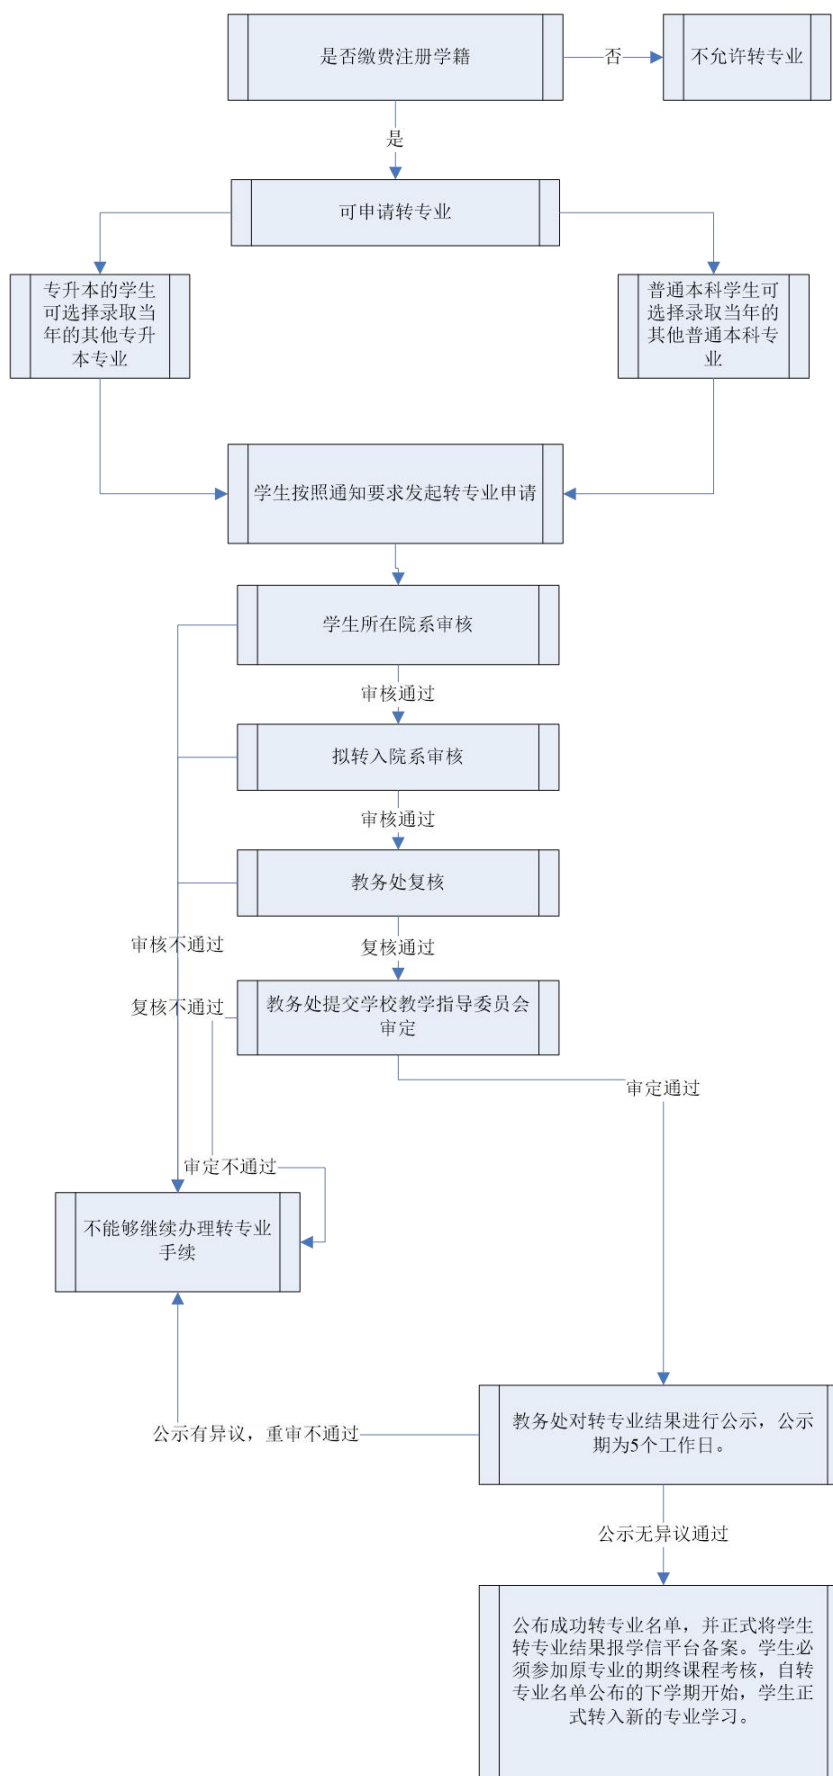 是否缴费注册学籍
否
不允许转专业
是
可申请转专业
专升本的学生
可选择录取当
年的其他专升
本专业
普通本科学生可
选择录取当年的
其他普通本科专
业
学生按照通知要求发起转专业申请
学生所在院系审核
审核通过
拟转入院系审核
审核通过
教务处复核
审核不通过
复核通过
复核不通过
教务处提交学校教学指导委员会
审定
审定通过
审定不通过
不能够继续办理转专业
手续
教务处对转专业结果进行公示，公示
期为5个工作日。
公示有异议，重审不通过
公示无异议通过
公布成功转专业名单，并正式将学生
转专业结果报学信平台备案。学生必
须参加原专业的期终课程考核，自转
专业名单公布的下学期开始，学生正
式转入新的专业学习。